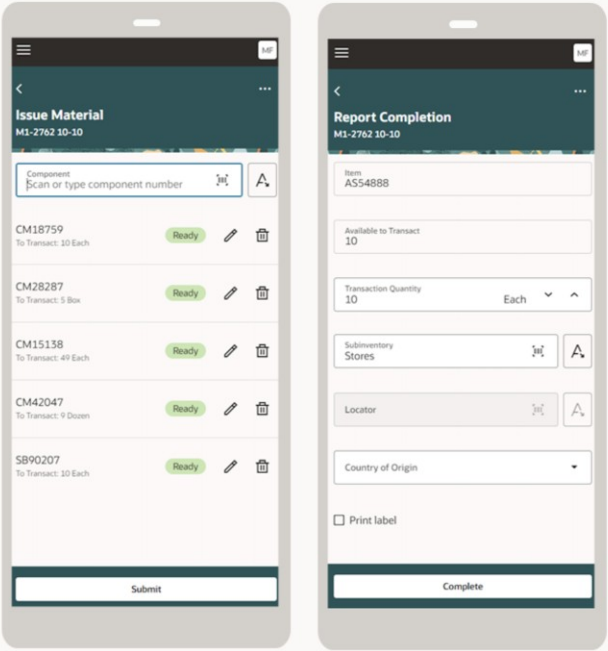 MF
Issue Material
M1-2762 10-10
Component
Scan or type component number
CM18759
To Transact: 10 Each
Ready
CM28287
To Transact: 5 Box
Ready
CM15138
To Transact: 49 Each
Ready
CM42047
To Transact: 9 Dozen
Ready
SB90207
To Transact: 10 Each
Ready
Submit
MF
Report Completion
M1-2762 10-10
Item
AS54888
Available to Transact
10
Transaction Quantity
10
Each
Subinventory
Stores
Locator
Country of Origin
Print label
Complete